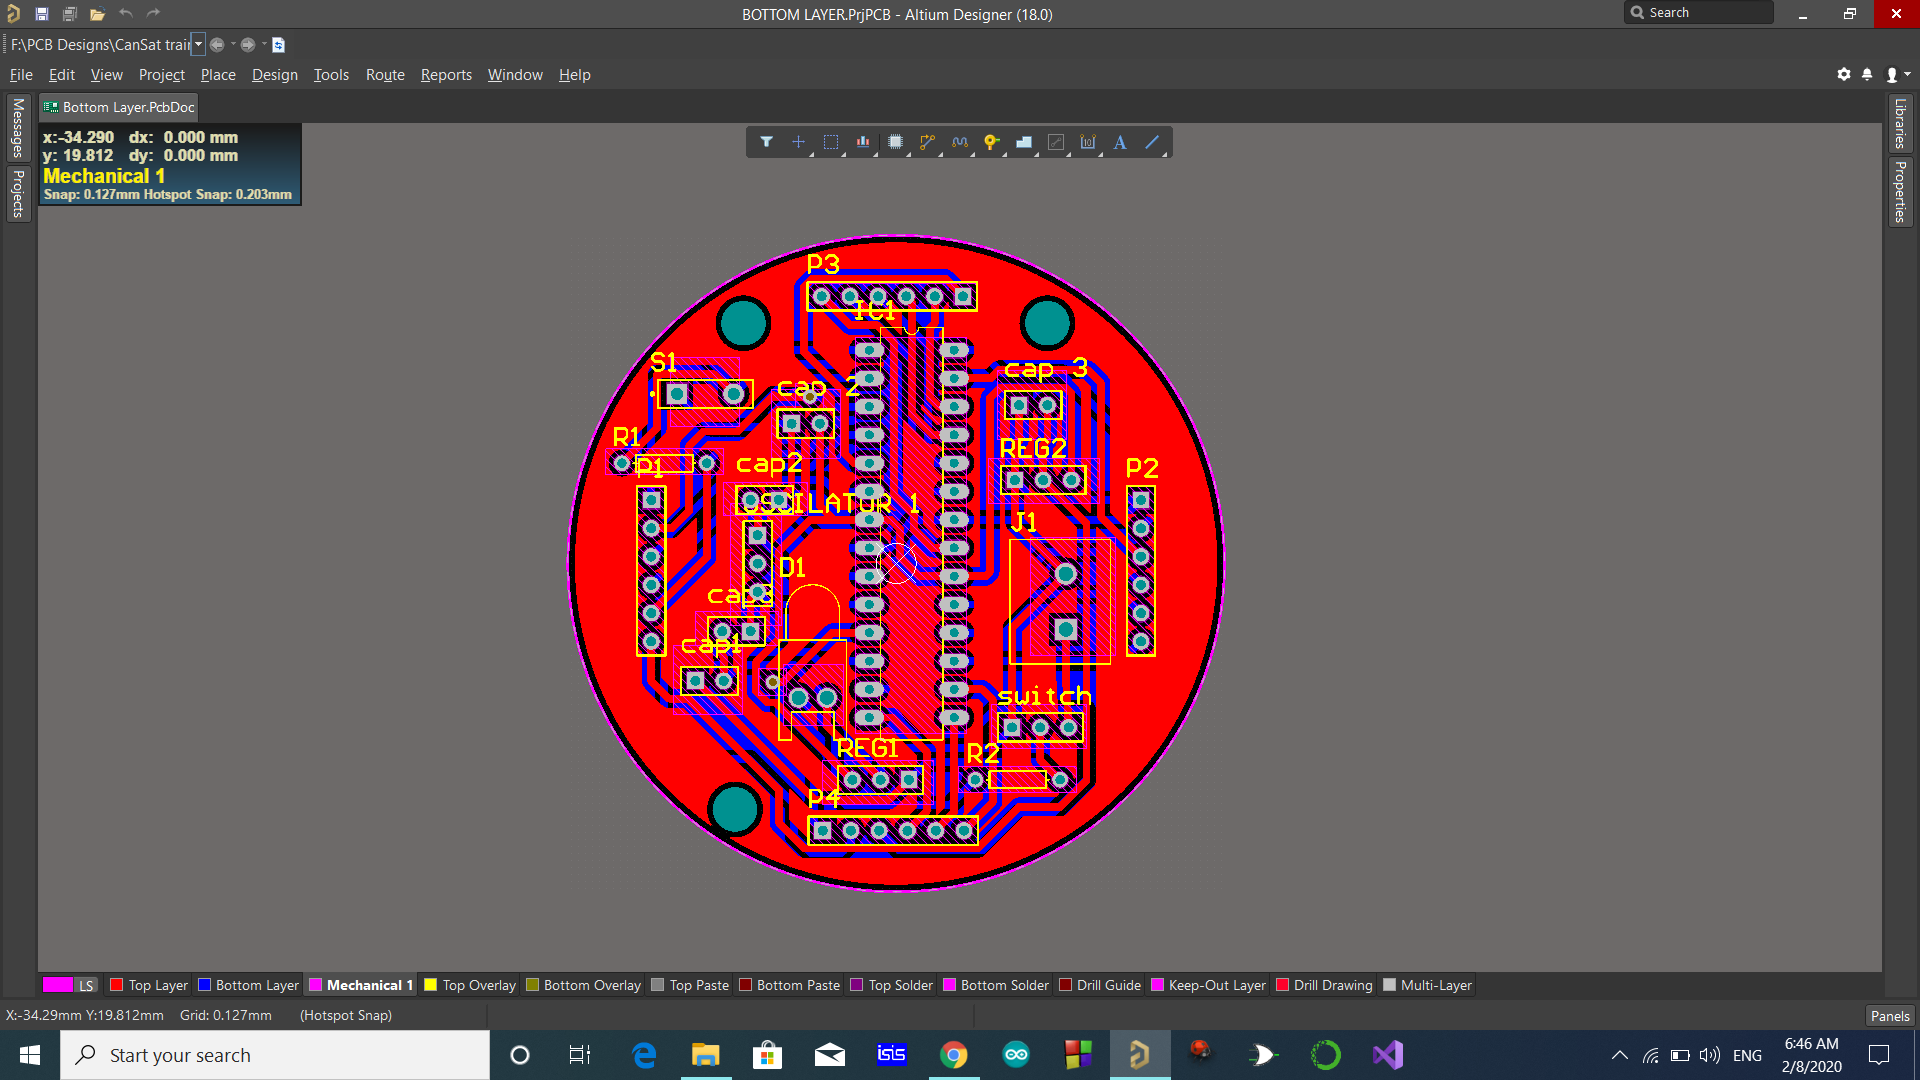 BOTTOM LAYER.PrjPCB - Altium Designer (18.0)
Search
F:\PCB Designs\CanSat trai
File Edit View Project Place Design Tools Route Reports Window Help
Bottom Layer.PcbDoc
Messages
Projects
Libraries
Properties
x:-34.290 dx: 0.000 mm
y: 19.812 dy: 0.000 mm
Mechanical 1
Snap: 0.127mm Hotspot Snap: 0.203mm
P3
IC1
S1
cap 2
cap 3
R1
P1
cap2
REG2
P2
OSCILATOR 1
J1
D1
cap1
switch
REG1
R2
P4
LS Top Layer Bottom Layer Mechanical 1 Top Overlay Bottom Overlay Top Paste Bottom Paste Top Solder Bottom Solder Drill Guide Keep-Out Layer Drill Drawing Multi-Layer
X:-34.29mm Y:19.812mm Grid: 0.127mm (Hotspot Snap)
Panels
Start your search
isis
ENG
6:46 AM
2/8/2020